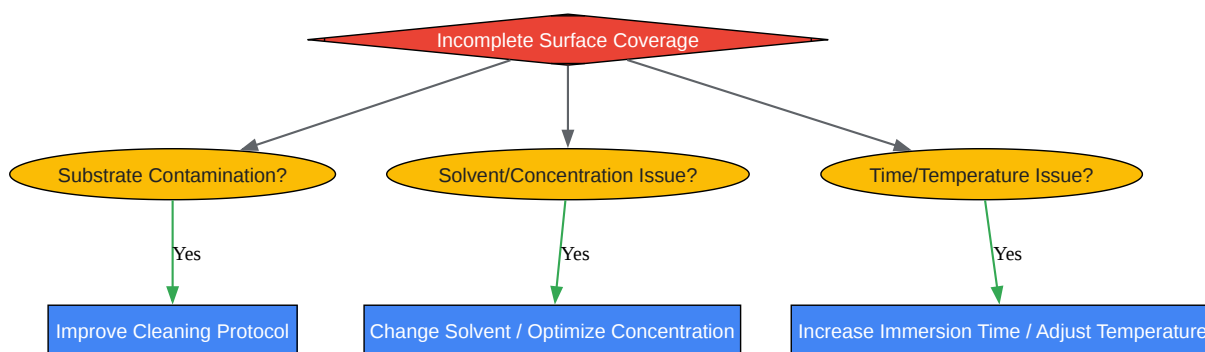 Incomplete Surface Coverage
Substrate Contamination?
Solvent/Concentration Issue?
Time/Temperature Issue?
Yes
Yes
Yes
Improve Cleaning Protocol
Change Solvent / Optimize Concentration
Increase Immersion Time / Adjust Temperature